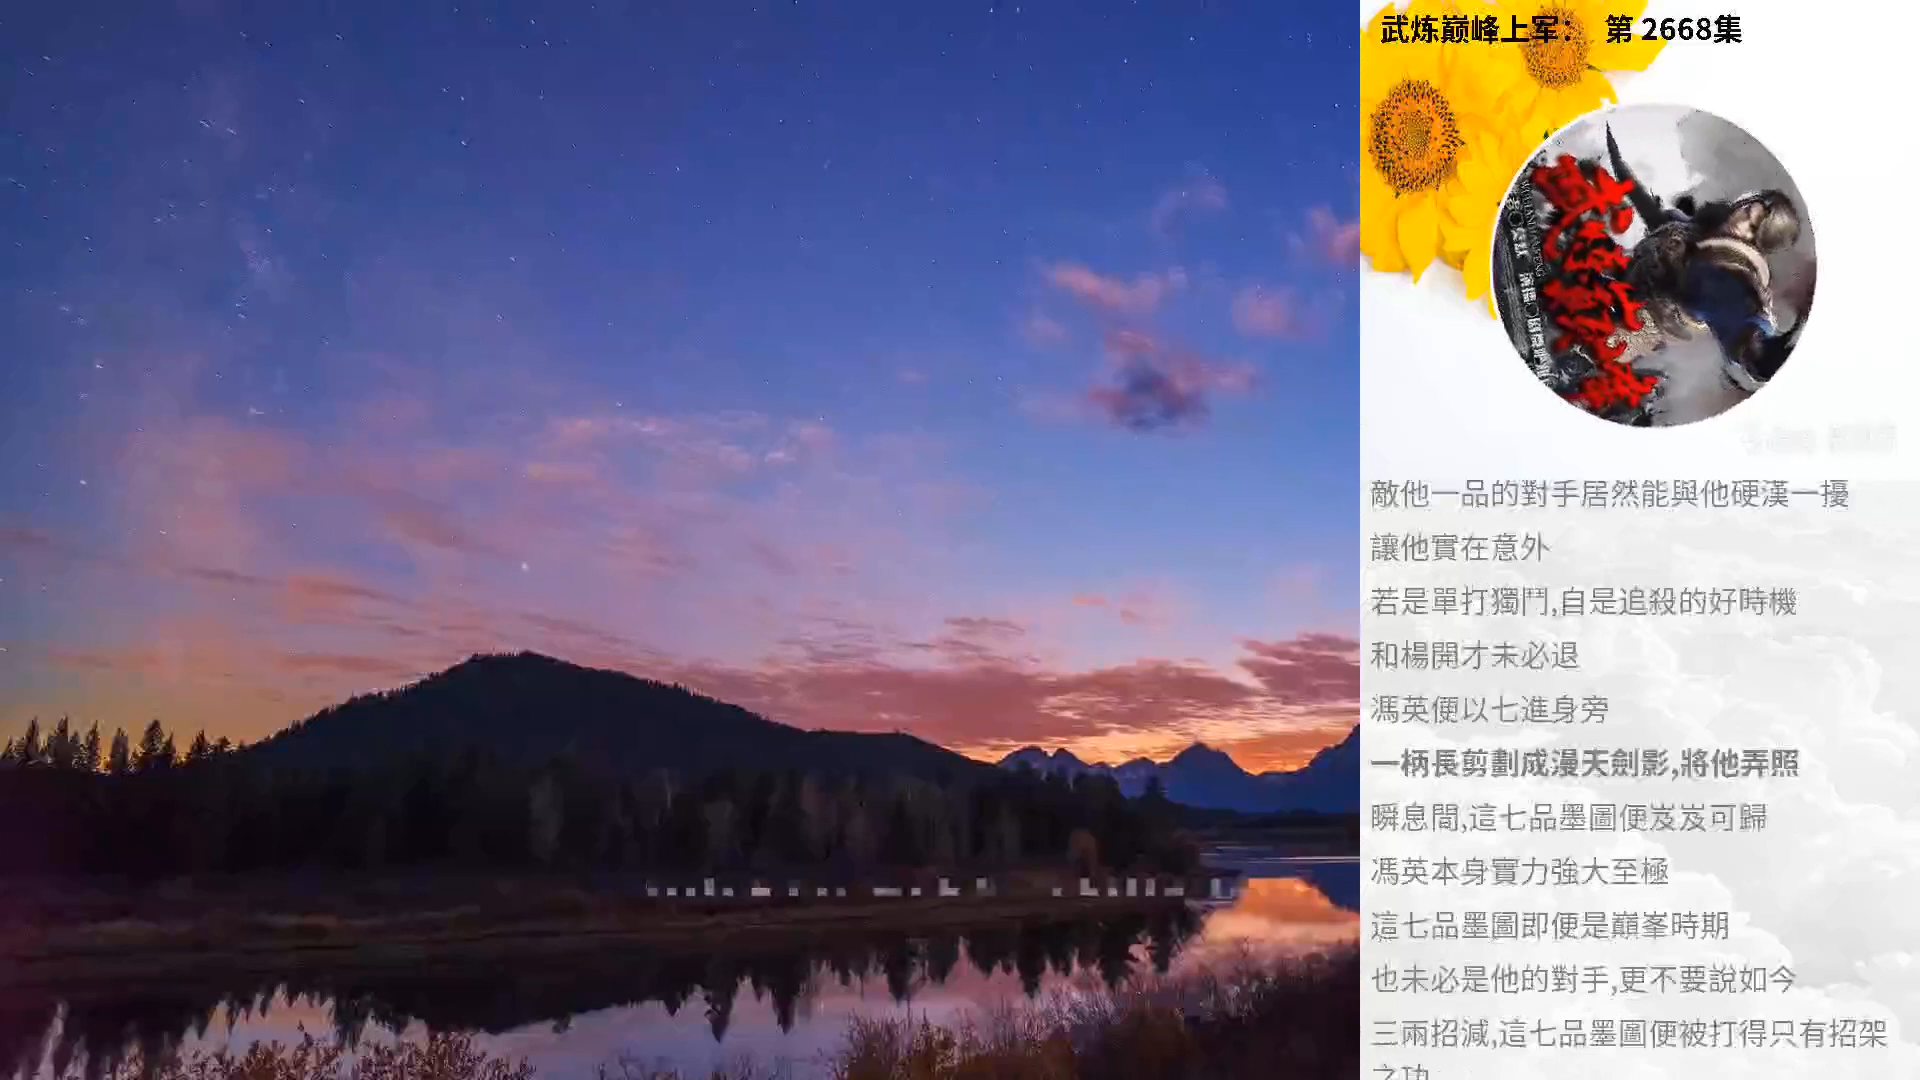 武炼巅峰上军： 第 2668集
敵他一品的對手居然能與他硬漢一擾
讓他實在意外
若是單打獨鬥,自是追殺的好時機
和楊開才未必退
馮英便以七進身旁
一柄長剪劃成漫天劍影,將他弄照
瞬息間,這七品墨圖便岌岌可歸
馮英本身實力強大至極
這七品墨圖即便是巔峯時期
也未必是他的對手,更不要說如今
三兩招減,這七品墨圖便被打得只有招架
之功